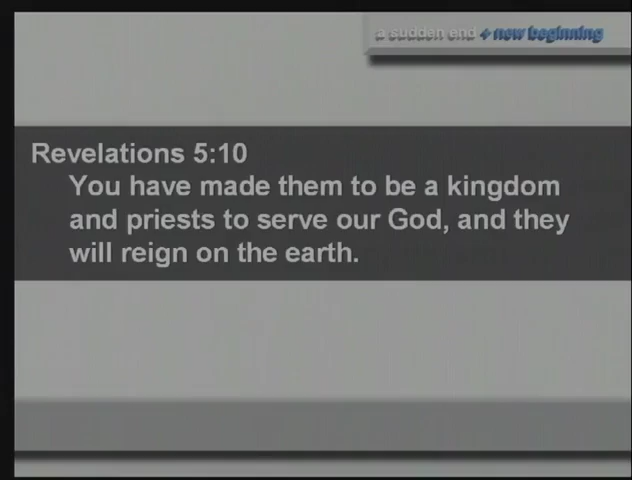 a sudden end + new beginning
Revelations 5:10
You have made them to be a kingdom
and priests to serve our God, and they
will reign on the earth.